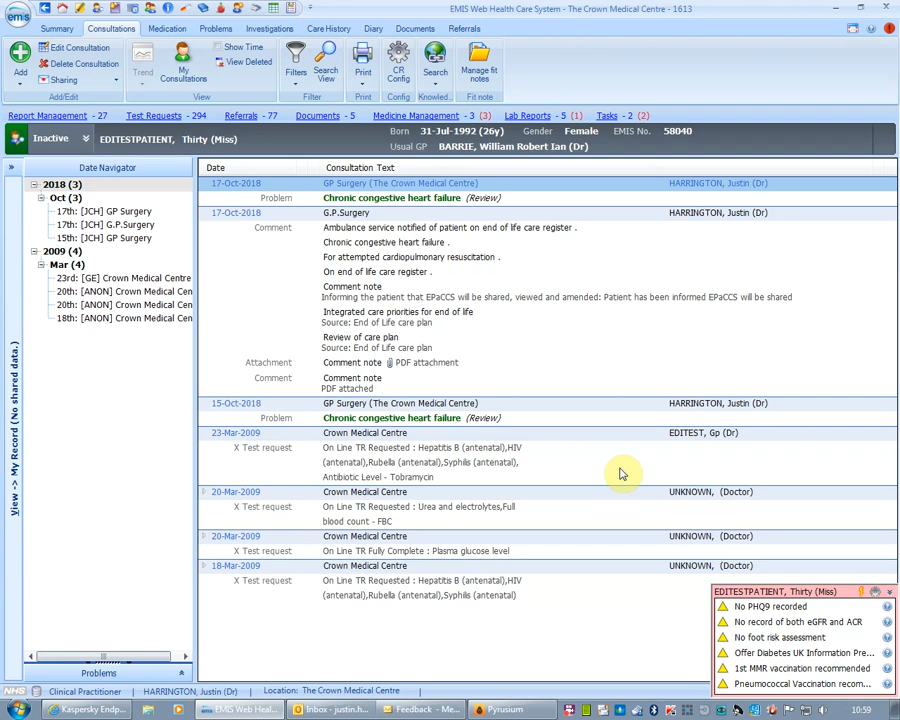 emis
EMIS Web Health Care System - The Crown Medical Centre - 1613
Summary Consultations Medication Problems Investigations Care History Diary Documents Referrals
Add
Edit Consultation
Delete Consultation
Sharing
Add/Edit
Trend
My Consultations
Show Time
View Deleted
View
Filters
Search View
Filter
Print
Print
CR Config
Config
Search
Knowled...
Manage fit notes
Fit note
Report Management - 27 Test Requests - 294 Referrals - 77 Documents - 5 Medicine Management - 3 (3) Lab Reports - 5 (1) Tasks - 2 (2)
Inactive EDITESTPATIENT, Thirty (Miss)
Born 31-Jul-1992 (26y) Gender Female EMIS No. 58040
Usual GP BARRIE, William Robert Ian (Dr)
View -> My Record (No shared data.)
Date Navigator
2018 (3)
Oct (3)
17th: [JCH] GP Surgery
17th: [JCH] G.P.Surgery
15th: [JCH] GP Surgery
2009 (4)
Mar (4)
23rd: [GE] Crown Medical Centre
20th: [ANON] Crown Medical Cen
20th: [ANON] Crown Medical Cen
18th: [ANON] Crown Medical Cen
Problems
Date Consultation Text
17-Oct-2018 GP Surgery (The Crown Medical Centre) HARRINGTON, Justin (Dr)
Problem Chronic congestive heart failure (Review)
17-Oct-2018 G.P.Surgery HARRINGTON, Justin (Dr)
Comment Ambulance service notified of patient on end of life care register .
Chronic congestive heart failure .
For attempted cardiopulmonary resuscitation .
On end of life care register .
Comment note
Informing the patient that EPaCCS will be shared, viewed and amended: Patient has been informed EPaCCS will be shared
Integrated care priorities for end of life
Source: End of Life care plan
Review of care plan
Source: End of Life care plan
Attachment Comment note PDF attachment
Comment Comment note
PDF attached
15-Oct-2018 GP Surgery (The Crown Medical Centre) HARRINGTON, Justin (Dr)
Problem Chronic congestive heart failure (Review)
23-Mar-2009 Crown Medical Centre EDITEST, Gp (Dr)
X Test request On Line TR Requested : Hepatitis B (antenatal),HIV
(antenatal),Rubella (antenatal),Syphilis (antenatal),
Antibiotic Level - Tobramycin
20-Mar-2009 Crown Medical Centre UNKNOWN, (Doctor)
X Test request On Line TR Requested : Urea and electrolytes,Full
blood count - FBC
20-Mar-2009 Crown Medical Centre UNKNOWN, (Doctor)
X Test request On Line TR Fully Complete : Plasma glucose level
18-Mar-2009 Crown Medical Centre UNKNOWN, (Doctor)
X Test request On Line TR Requested : Hepatitis B (antenatal),HIV
(antenatal),Rubella (antenatal),Syphilis (antenatal)
EDITESTPATIENT, Thirty (Miss)
No PHQ9 recorded
No record of both eGFR and ACR
No foot risk assessment
Offer Diabetes UK Information Pre...
1st MMR vaccination recommended
Pneumococcal Vaccination recom...
NHS Clinical Practitioner HARRINGTON, Justin (Dr) Location: The Crown Medical Centre
Kaspersky Endp... EMIS Web Heal... Inbox - justin.h... Feedback - Me... Pyrusium 10:59